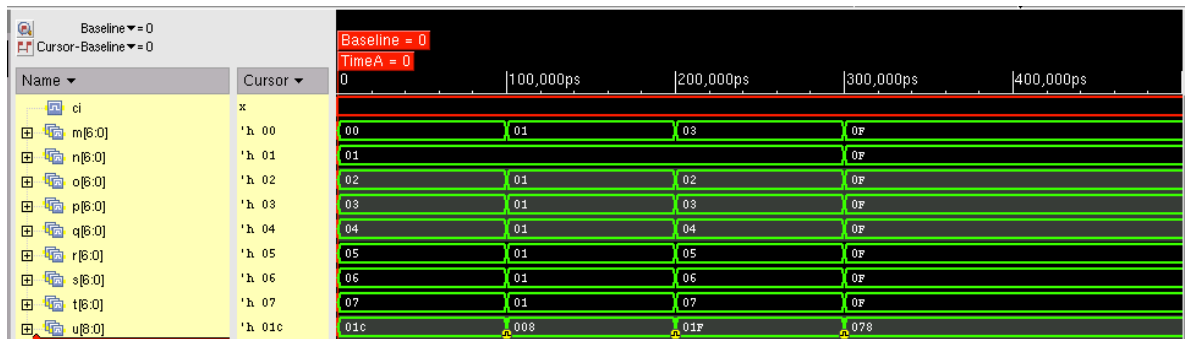 Baseline▼= 0
Cursor-Baseline▼= 0
Baseline = 0
TimeA = 0
Name ▼ Cursor ▼ 0 100,000ps 200,000ps 300,000ps 400,000ps
ci x
m[6:0] 'h 00 00 01 03 0F
n[6:0] 'h 01 01 0F
o[6:0] 'h 02 02 01 02 0F
p[6:0] 'h 03 03 01 03 0F
q[6:0] 'h 04 04 01 04 0F
r[6:0] 'h 05 05 01 05 0F
s[6:0] 'h 06 06 01 06 0F
t[6:0] 'h 07 07 01 07 0F
u[8:0] 'h 01c 01C 008 01F 078